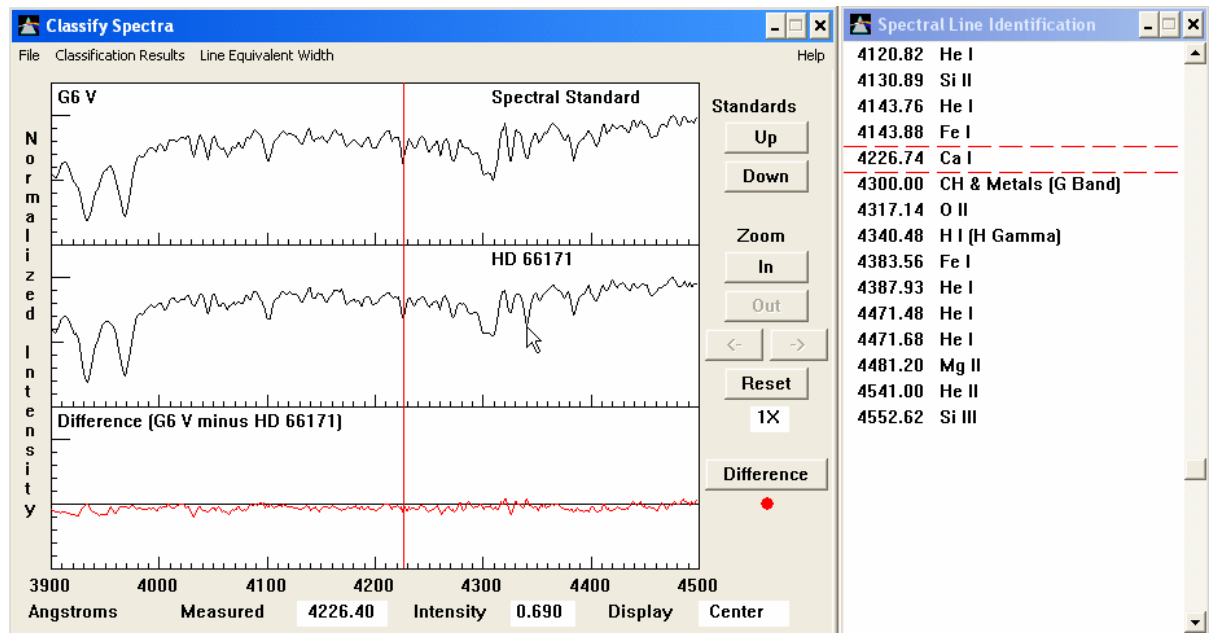 Classify Spectra
File Classification Results Line Equivalent Width Help
G6 V Spectral Standard
HD 66171
Difference (G6 V minus HD 66171)
Normalized Intensity
3900 4000 4100 4200 4300 4400 4500
Angstroms Measured 4226.40 Intensity 0.690 Display Center
Standards
Up
Down
Zoom
In
Out
<- ->
Reset
1X
Difference
Spectral Line Identification
4120.82 He I
4130.89 Si II
4143.76 He I
4143.88 Fe I
4226.74 Ca I
4300.00 CH & Metals (G Band)
4317.14 O II
4340.48 H I (H Gamma)
4383.56 Fe I
4387.93 He I
4471.48 He I
4471.68 He I
4481.20 Mg II
4541.00 He II
4552.62 Si III